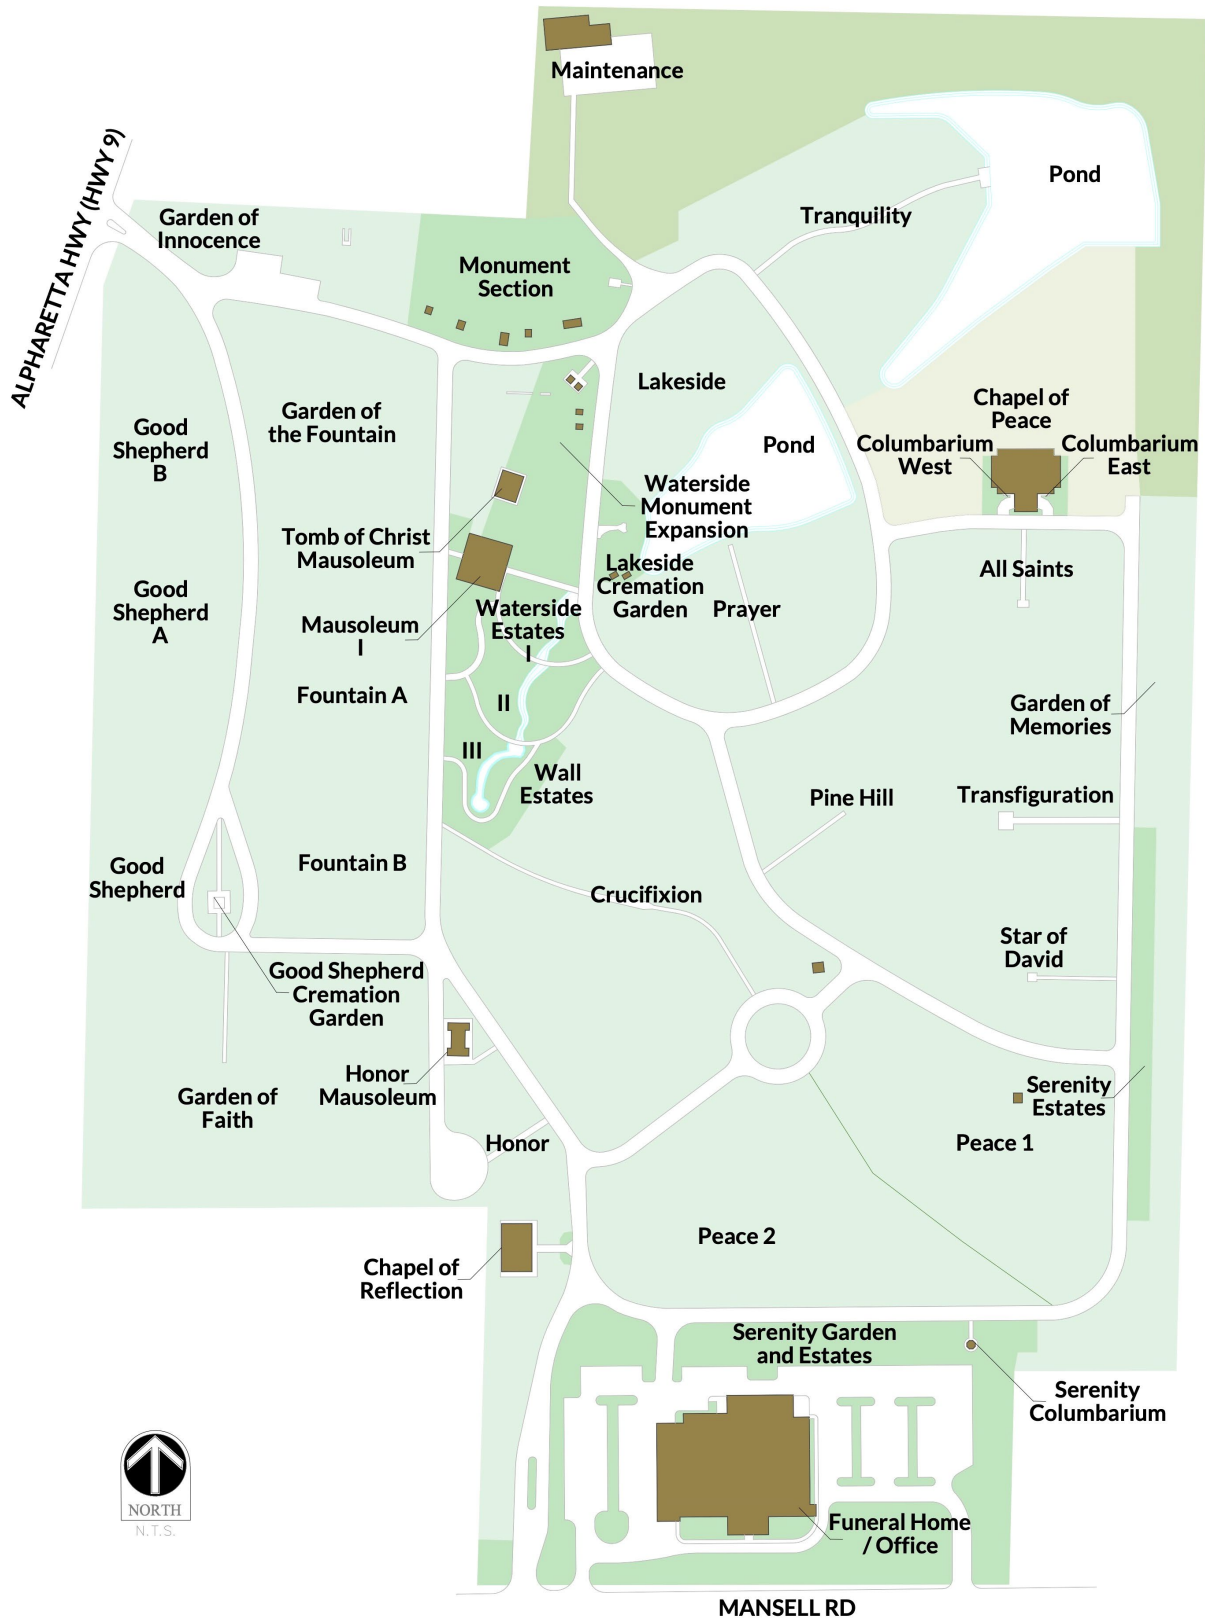 Maintenance
ALPHARETTA HWY (HWY 9)
Pond
Garden of
Innocence
Tranquility
Monument
Section
Lakeside
Chapel of
Peace
Garden of
the Fountain
Good
Shepherd
B
Pond
Columbarium
West
Columbarium
East
Waterside
Monument
Expansion
Tomb of Christ
Mausoleum
Lakeside
Cremation
Garden
All Saints
Good
Shepherd
A
Waterside
Estates
I
Prayer
Mausoleum
I
Fountain A
II
Garden of
Memories
III
Wall
Estates
Pine Hill
Transfiguration
Fountain B
Good
Shepherd
Crucifixion
Star of
David
Good Shepherd
Cremation
Garden
Honor
Mausoleum
Garden of
Faith
Serenity
Estates
Honor
Peace 1
Peace 2
Chapel of
Reflection
Serenity Garden
and Estates
Serenity
Columbarium
NORTH
N.T.S.
Funeral Home
/ Office
MANSELL RD